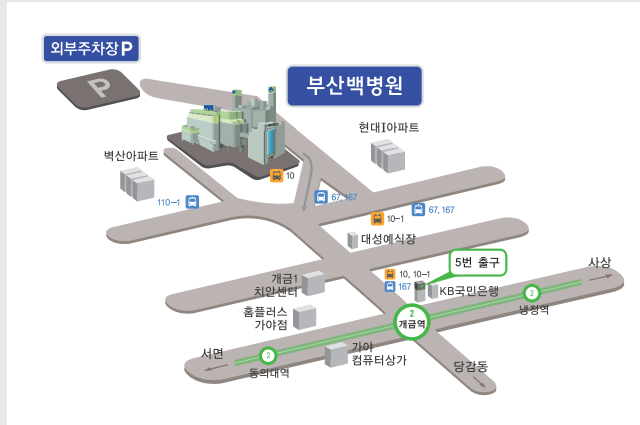 외부주차장 P
P
부산백병원
현대I아파트
벽산아파트
10
110-1
67, 167
67, 167
10-1
대성예식장
5번 출구
사상
개금1
치안센터
10, 10-1
167
KB국민은행
2
냉정역
홈플러스
가야점
2
개금역
서면
2
동의대역
가야
컴퓨터상가
당감동